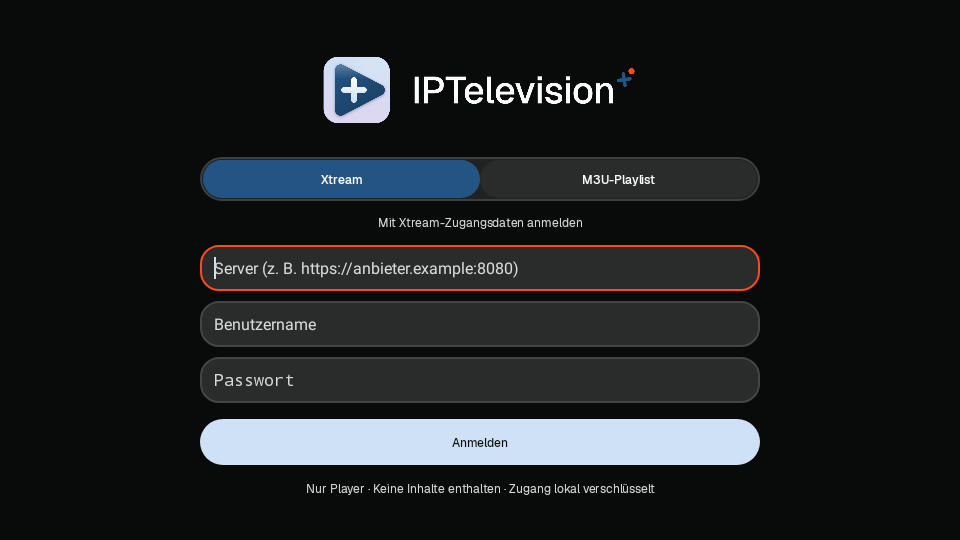 IPTelevision
Xtream
M3U-Playlist
Mit Xtream-Zugangsdaten anmelden
Server (z. B. https://anbieter.example:8080)
Benutzername
Passwort
Anmelden
Nur Player · Keine Inhalte enthalten · Zugang lokal verschlüsselt